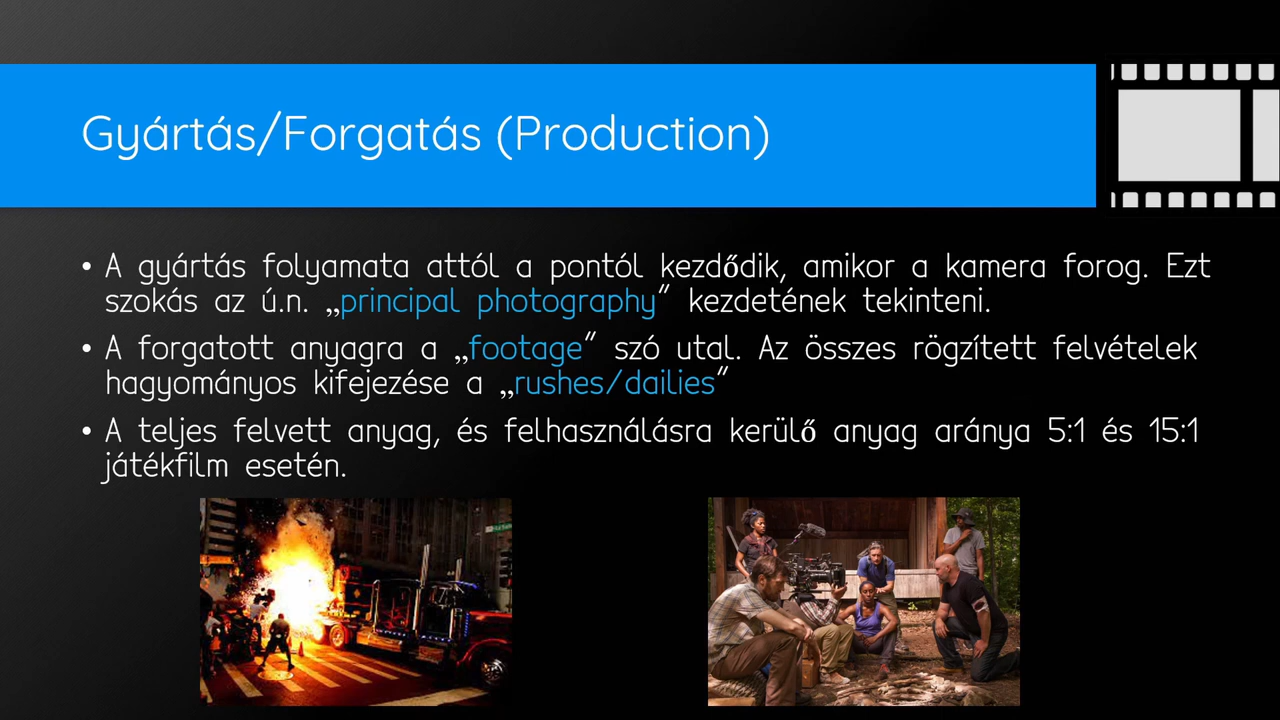 Gyártás/Forgatás (Production)
• A gyártás folyamata attól a pontól kezdődik, amikor a kamera forog. Ezt
szokás az ú.n. „principal photography” kezdetének tekinteni.
• A forgatott anyagra a „footage” szó utal. Az összes rögzített felvételek
hagyományos kifejezése a „rushes/dailies”
• A teljes felvett anyag, és felhasználásra kerülő anyag aránya 5:1 és 15:1
játékfilm esetén.